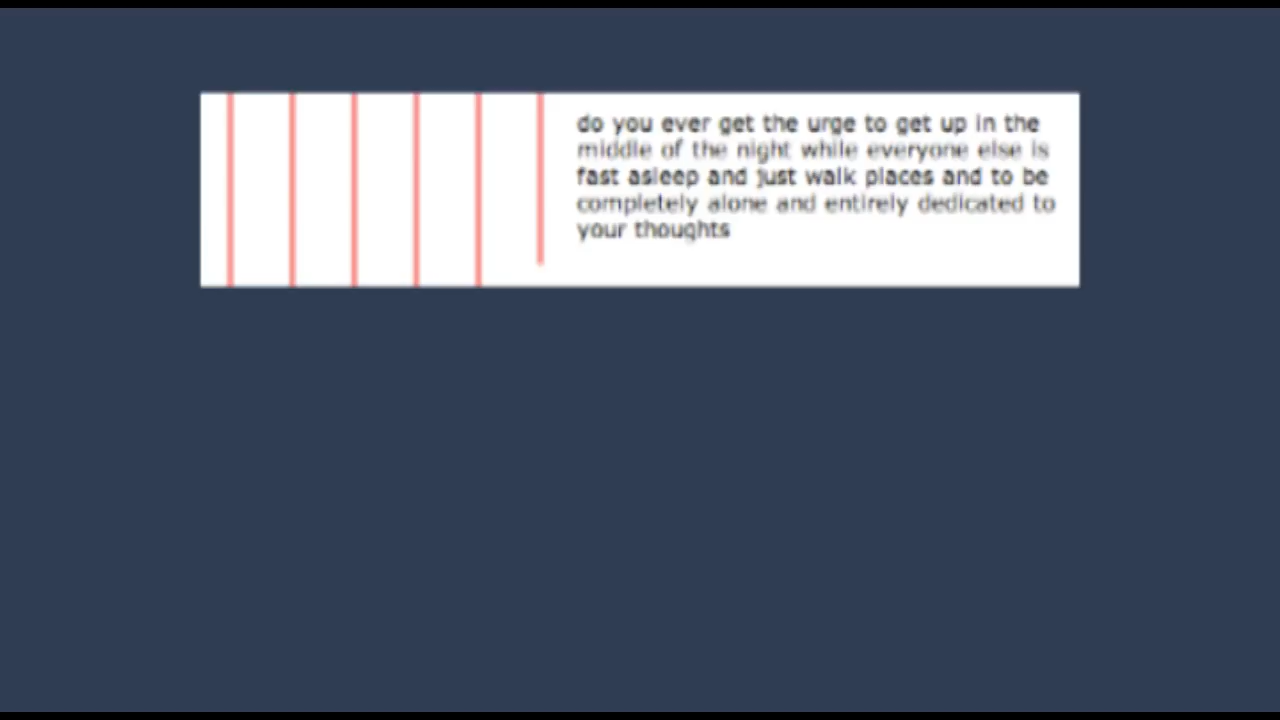 do you ever get the urge to get up in the
middle of the night while everyone else is
fast asleep and just walk places and to be
completely alone and entirely dedicated to
your thoughts